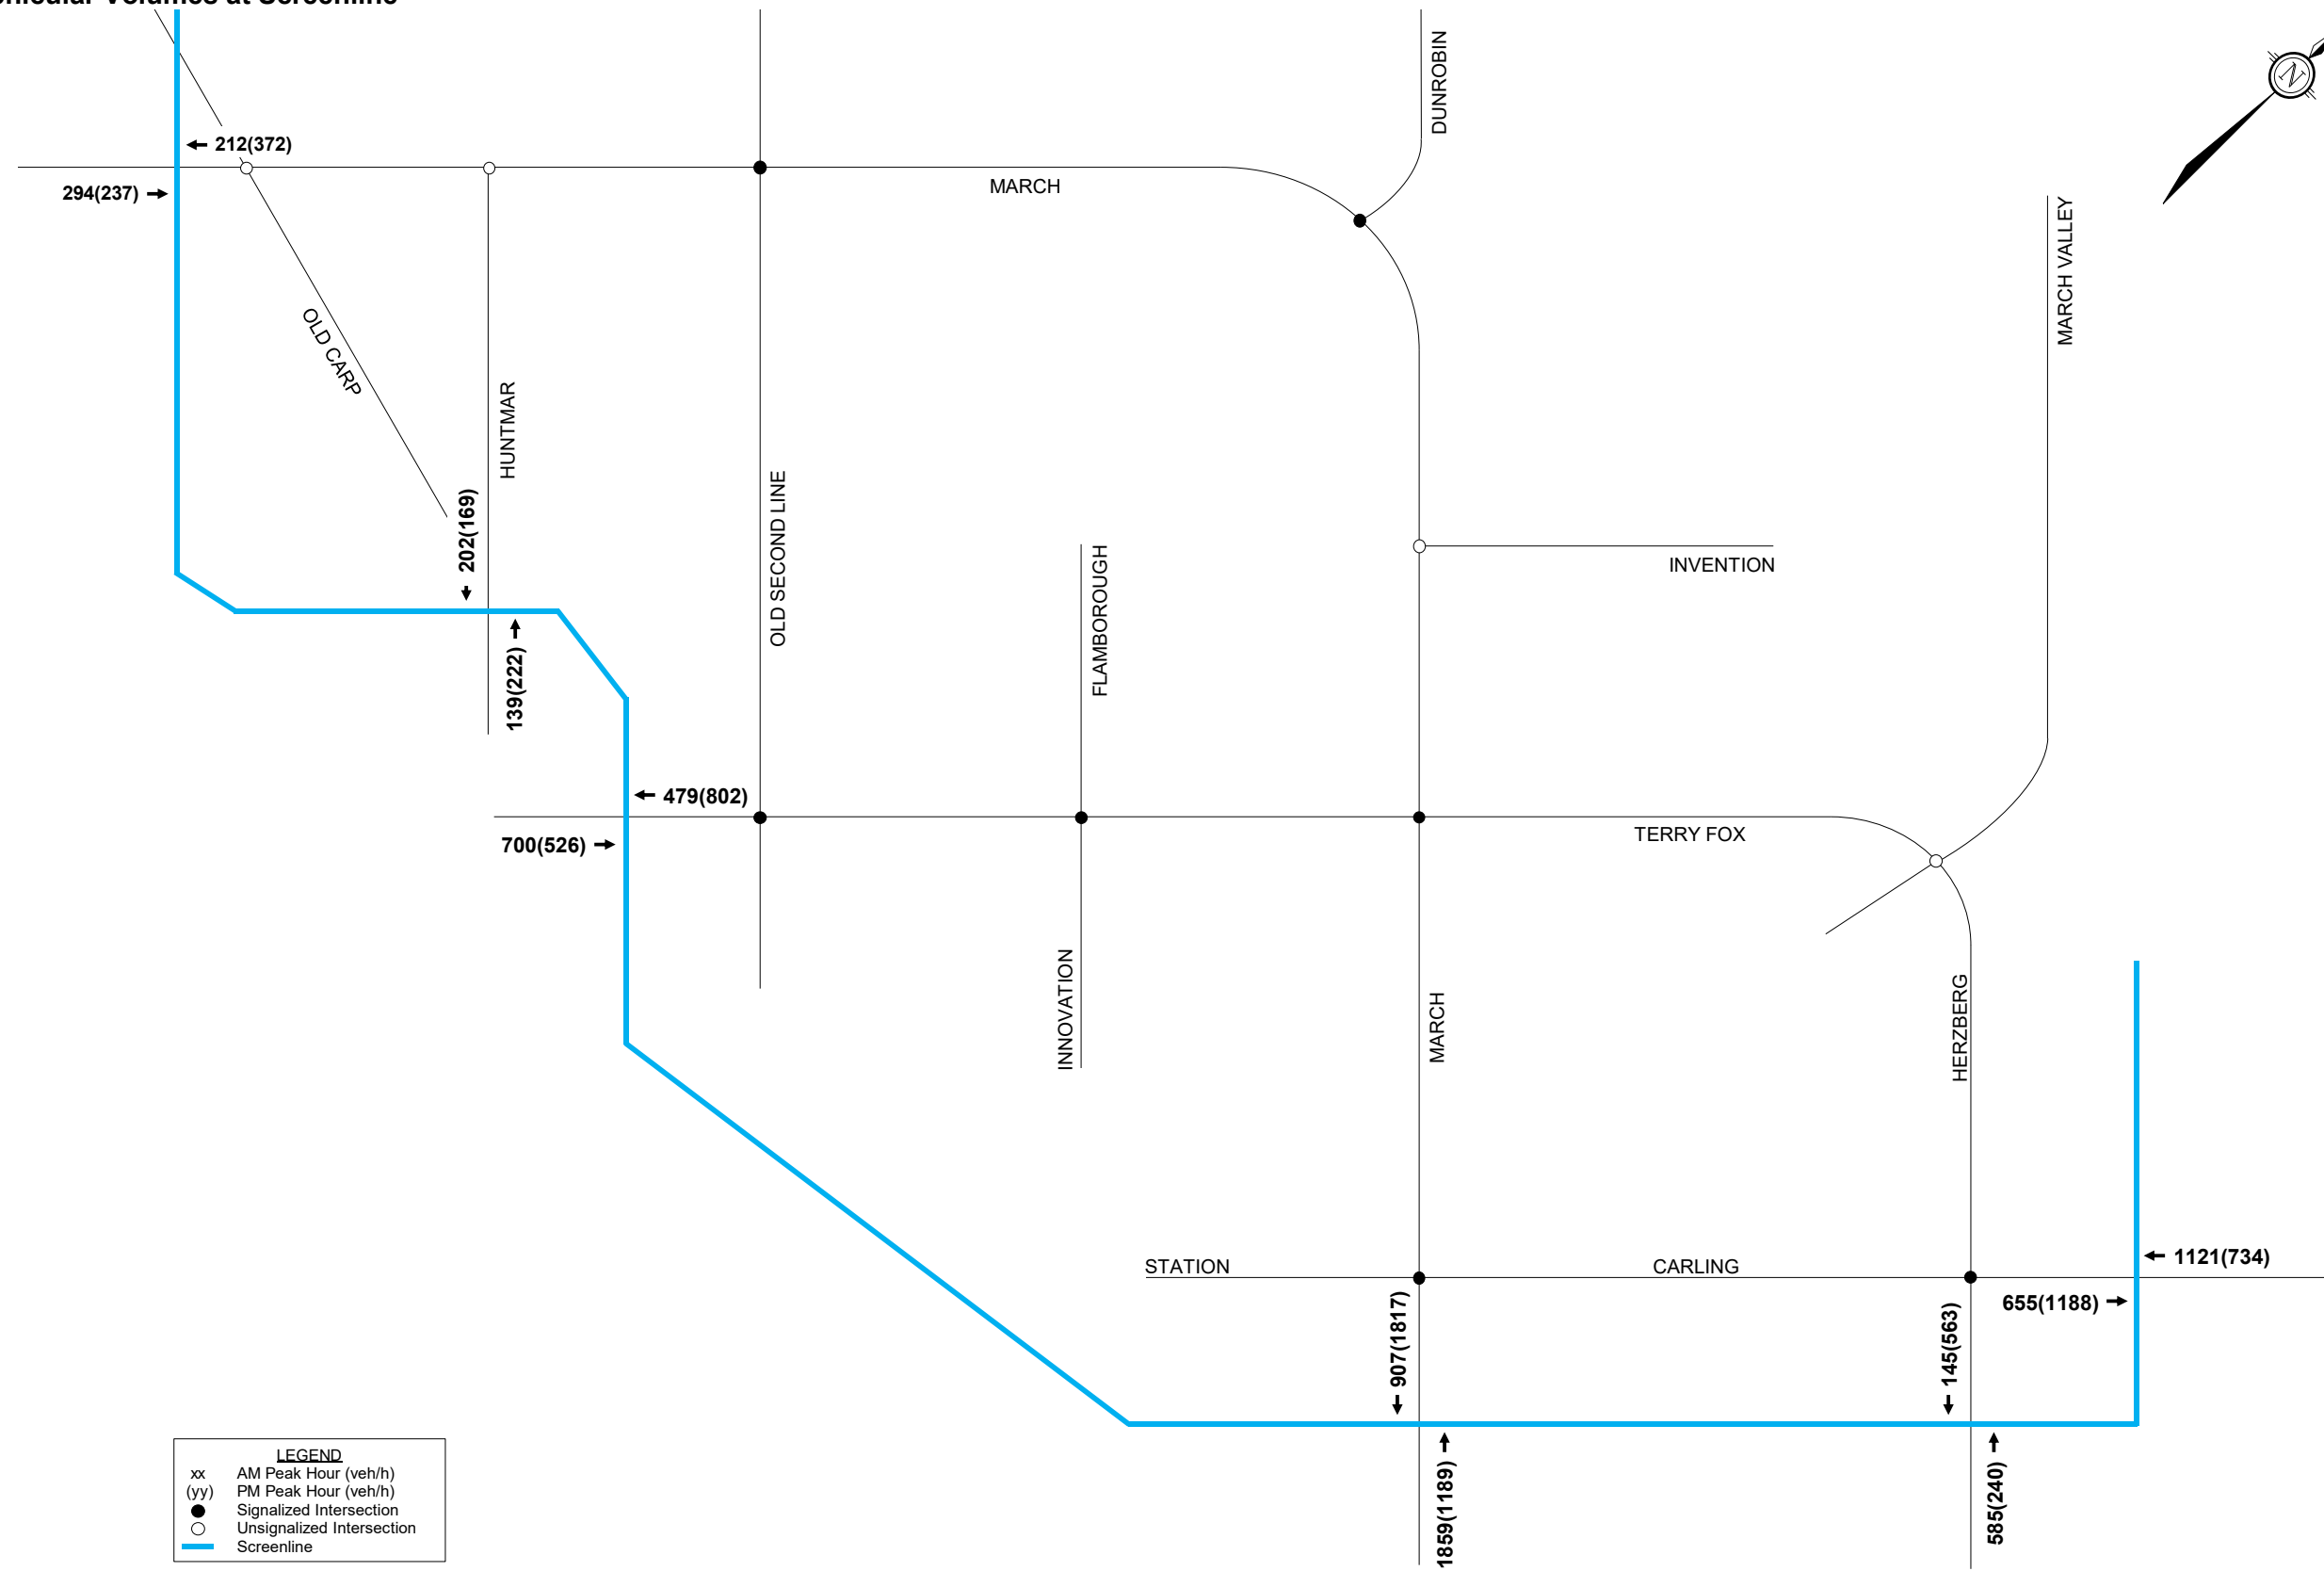 Volumes at Screenline
DUNROBIN
212(372)
294(237)
MARCH
MARCH VALLEY
OLD CARP
HUNTMAR
202(169)
OLD SECOND LINE
FLAMBOROUGH
INVENTION
139(222)
479(802)
700(526)
TERRY FOX
INNOVATION
MARCH
HERZBERG
STATION
CARLING
1121(734)
655(1188)
907(1817)
145(563)
1859(1189)
585(240)
LEGEND
xx AM Peak Hour (veh/h)
(yy) PM Peak Hour (veh/h)
Signalized Intersection
Unsignalized Intersection
Screenline
N